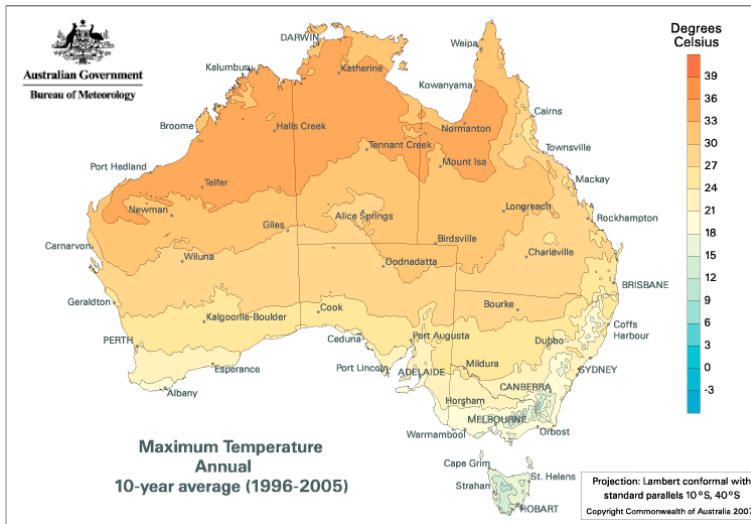 Australian Government
Bureau of Meteorology
DARWIN
Weipa
Kalumburu
Katherine
Kowanyama
Broome
Halls Creek
Normanton
Cairns
Tennant Creek
Townsville
Port Hedland
Mount Isa
Telfer
Mackay
Newman
Longreach
Alice Springs
Rockhampton
Giles
Carnarvon
Birdsville
Wiluna
Oodnadatta
Charleville
BRISBANE
Geraldton
Bourke
Cook
Kalgoorlie-Boulder
Coffs
Harbour
PERTH
Ceduna
Port Augusta
Dubbo
Esperance
Port Lincoln
ADELAIDE
Mildura
SYDNEY
Albany
CANBERRA
Horsham
MELBOURNE
Warrnambool
Orbost
Cape Grim
St. Helens
Strahan
HOBART
Degrees
Celsius
39
36
33
30
27
24
21
18
15
12
9
6
3
0
-3
Maximum Temperature
Annual
10-year average (1996-2005)
Projection: Lambert conformal with
standard parallels 10°S, 40°S
Copyright Commonwealth of Australia 2007